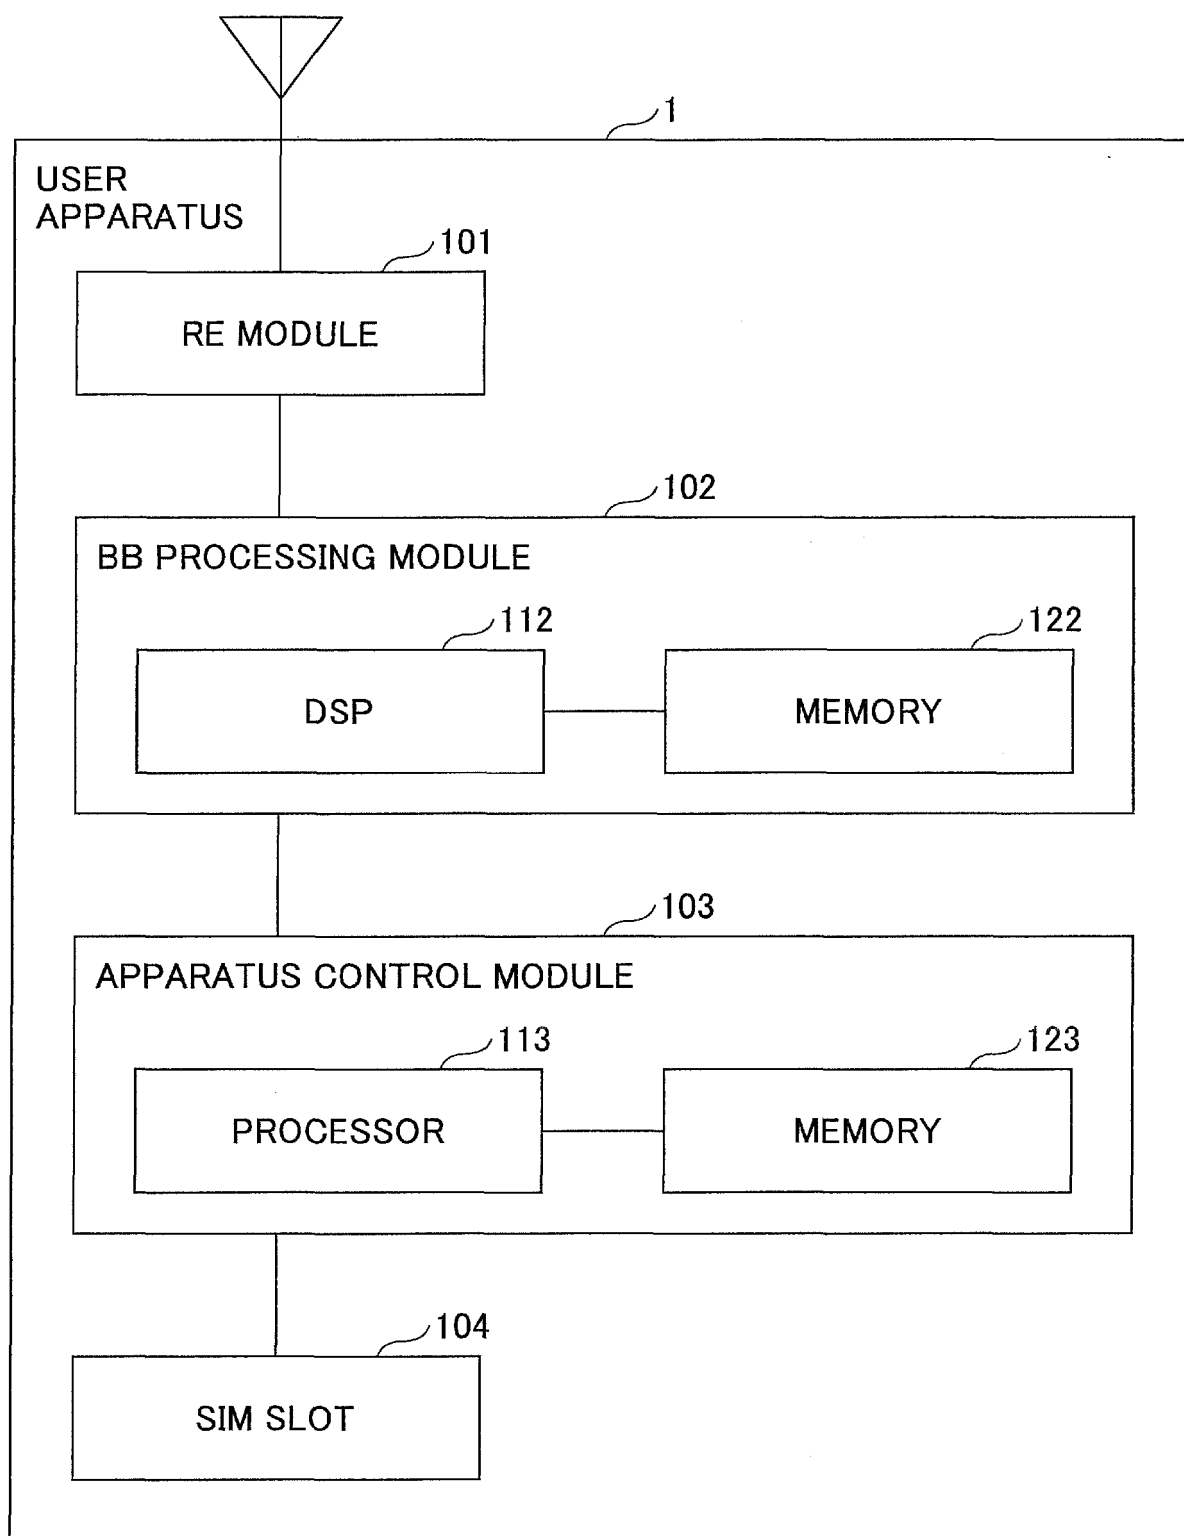 1
USER
APPARATUS
101
RE MODULE
102
BB PROCESSING MODULE
112
122
DSP
MEMORY
103
APPARATUS CONTROL MODULE
113
123
PROCESSOR
MEMORY
104
SIM SLOT